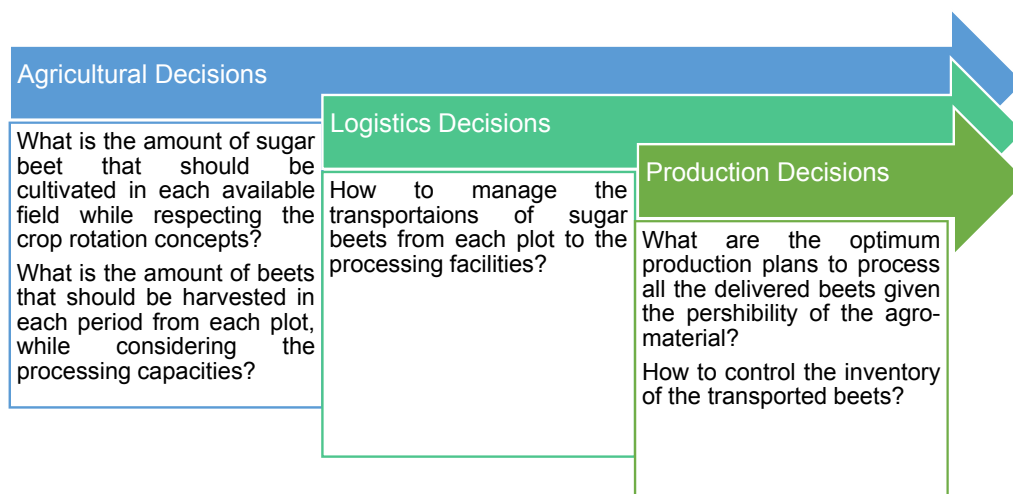 Agricultural Decisions
What is the amount of sugar
beet that should be
cultivated in each available
field while respecting the
crop rotation concepts?
What is the amount of beets
that should be harvested in
each period from each plot,
while considering the
processing capacities?
Logistics Decisions
How to manage the
transportaions of sugar
beets from each plot to the
processing facilities?
Production Decisions
What are the optimum
production plans to process
all the delivered beets given
the pershibility of the agro-
material?
How to control the inventory
of the transported beets?